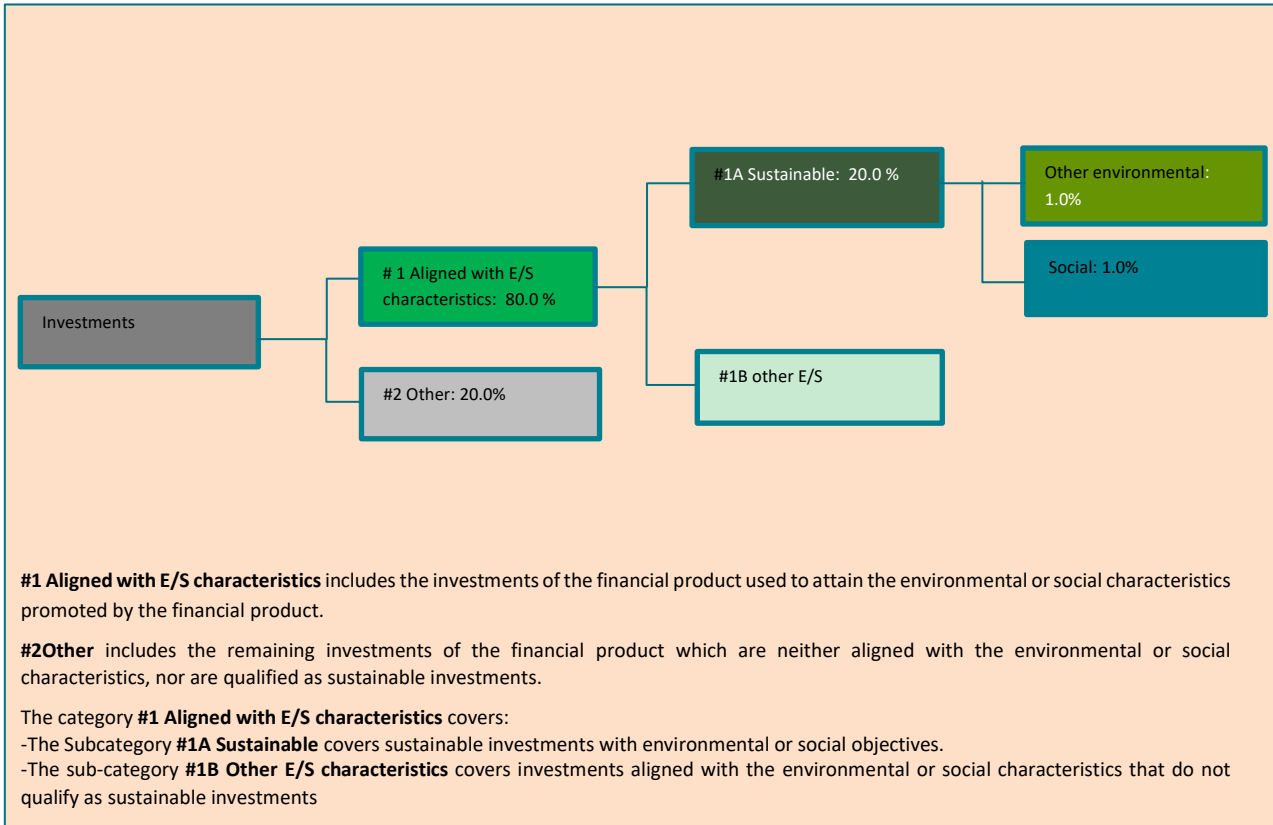 #1A Sustainable: 20.0 %
Other environmental:
1.0%
# 1 Aligned with E/S
characteristics: 80.0 %
Social: 1.0%
Investments
#2 Other: 20.0%
#1B other E/S
#1 Aligned with E/S characteristics includes the investments of the financial product used to attain the environmental or social characteristics
promoted by the financial product.
#2Other includes the remaining investments of the financial product which are neither aligned with the environmental or social
characteristics, nor are qualified as sustainable investments.
The category #1 Aligned with E/S characteristics covers:
-The Subcategory #1A Sustainable covers sustainable investments with environmental or social objectives.
-The sub-category #1B Other E/S characteristics covers investments aligned with the environmental or social characteristics that do not
qualify as sustainable investments